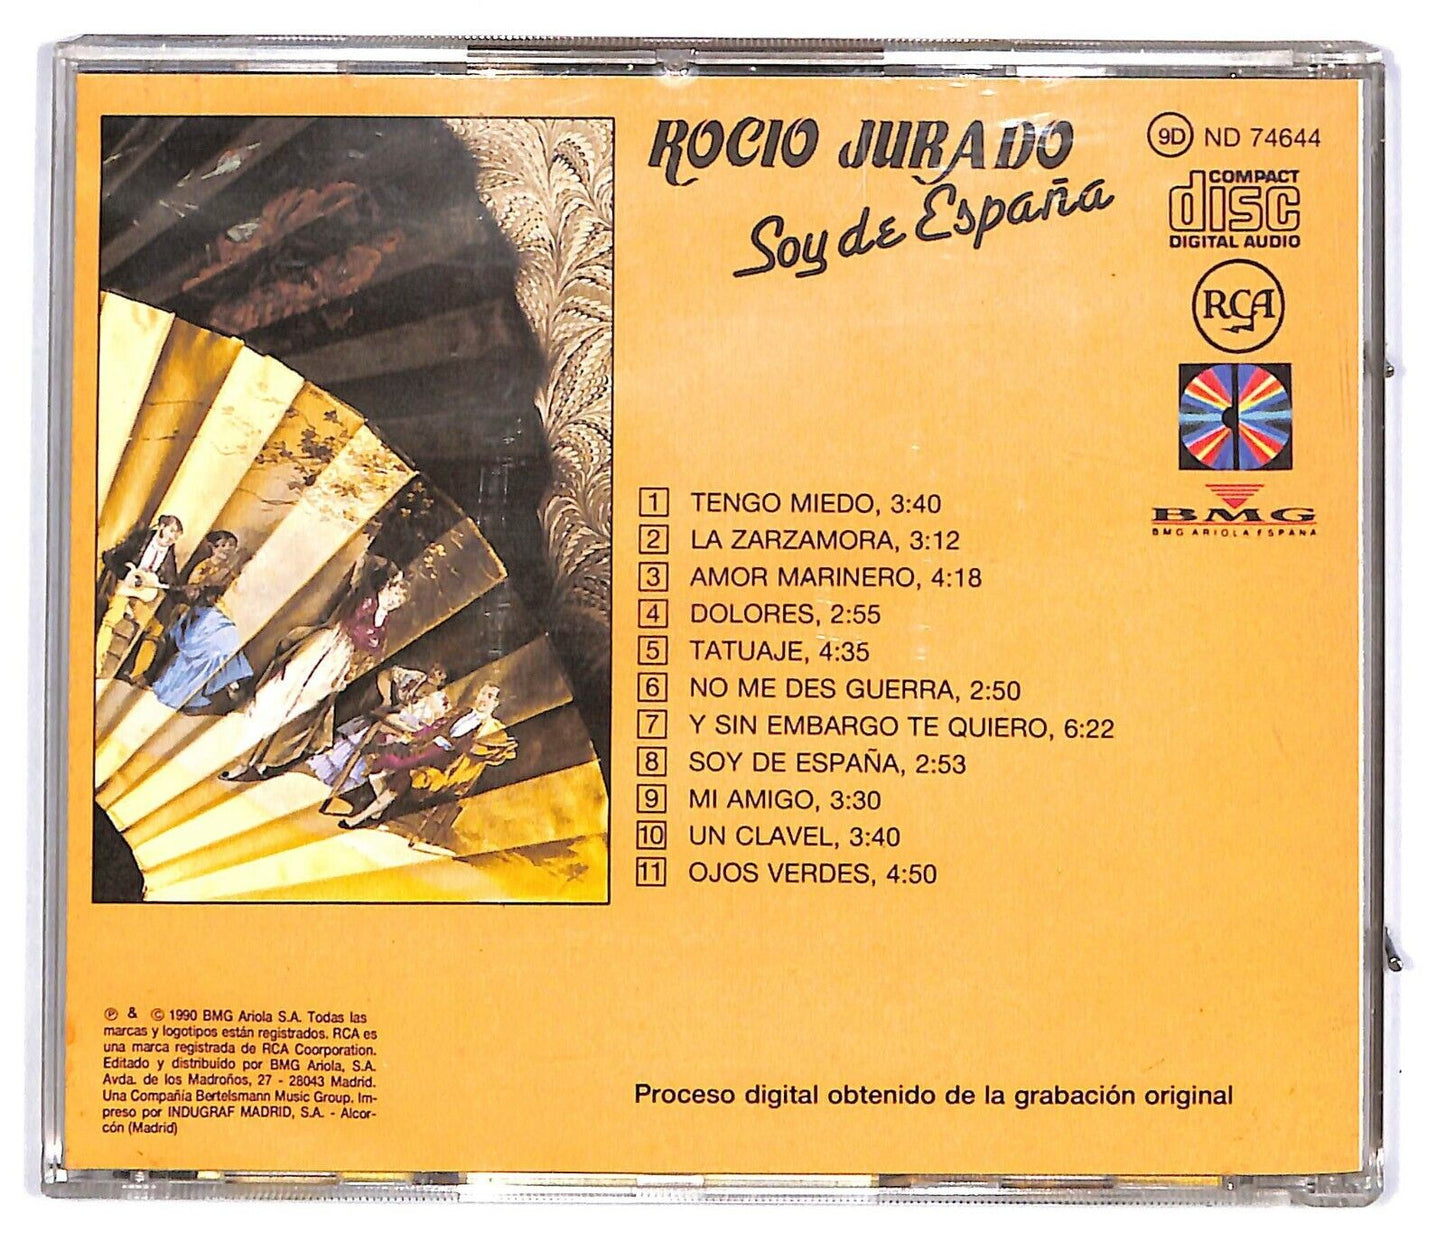 ROCIO JURADO
Soy de España
9D ND 74644
COMPACT
disc
DIGITAL AUDIO
RCA
BMG
BMG ARIOLA ESPAÑA
1 TENGO MIEDO, 3:40
2 LA ZARZAMORA, 3:12
3 AMOR MARINERO, 4:18
4 DOLORES, 2:55
5 TATUAJE, 4:35
6 NO ME DES GUERRA, 2:50
7 Y SIN EMBARGO TE QUIERO, 6:22
8 SOY DE ESPAÑA, 2:53
9 MI AMIGO, 3:30
10 UN CLAVEL, 3:40
11 OJOS VERDES, 4:50
℗ & © 1990 BMG Ariola S.A. Todas las
marcas y logotipos están registrados. RCA es
una marca registrada de RCA Coorporation.
Editado y distribuído por BMG Ariola, S.A.
Avda. de los Madroños, 27 - 28043 Madrid.
Una Compañía Bertelsmann Music Group. Im-
preso por INDUGRAF MADRID, S.A. - Alcor-
cón (Madrid)
Proceso digital obtenido de la grabación original